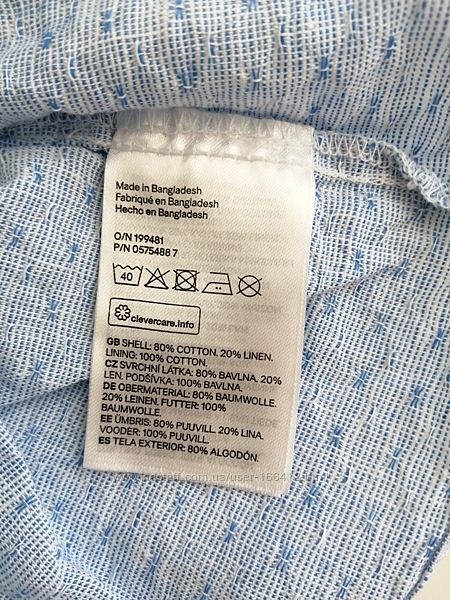 Made in Bangladesh
Fabriqué en Bangladesh
Hecho en Bangladesh
O/N 199481
P/N 0575488 7
40
clevercare.info
GB SHELL: 80% COTTON. 20% LINEN.
LINING: 100% COTTON.
CZ SVRCHNÍ LÁTKA: 80% BAVLNA. 20%
LEN. PODŠÍVKA: 100% BAVLNA.
DE OBERMATERIAL: 80% BAUMWOLLE.
20% LEINEN. FUTTER: 100%
BAUMWOLLE.
EE ÜMBRIS: 80% PUUVILL. 20% LINA.
VOODER: 100% PUUVILL.
ES TELA EXTERIOR: 80% ALGODÓN.